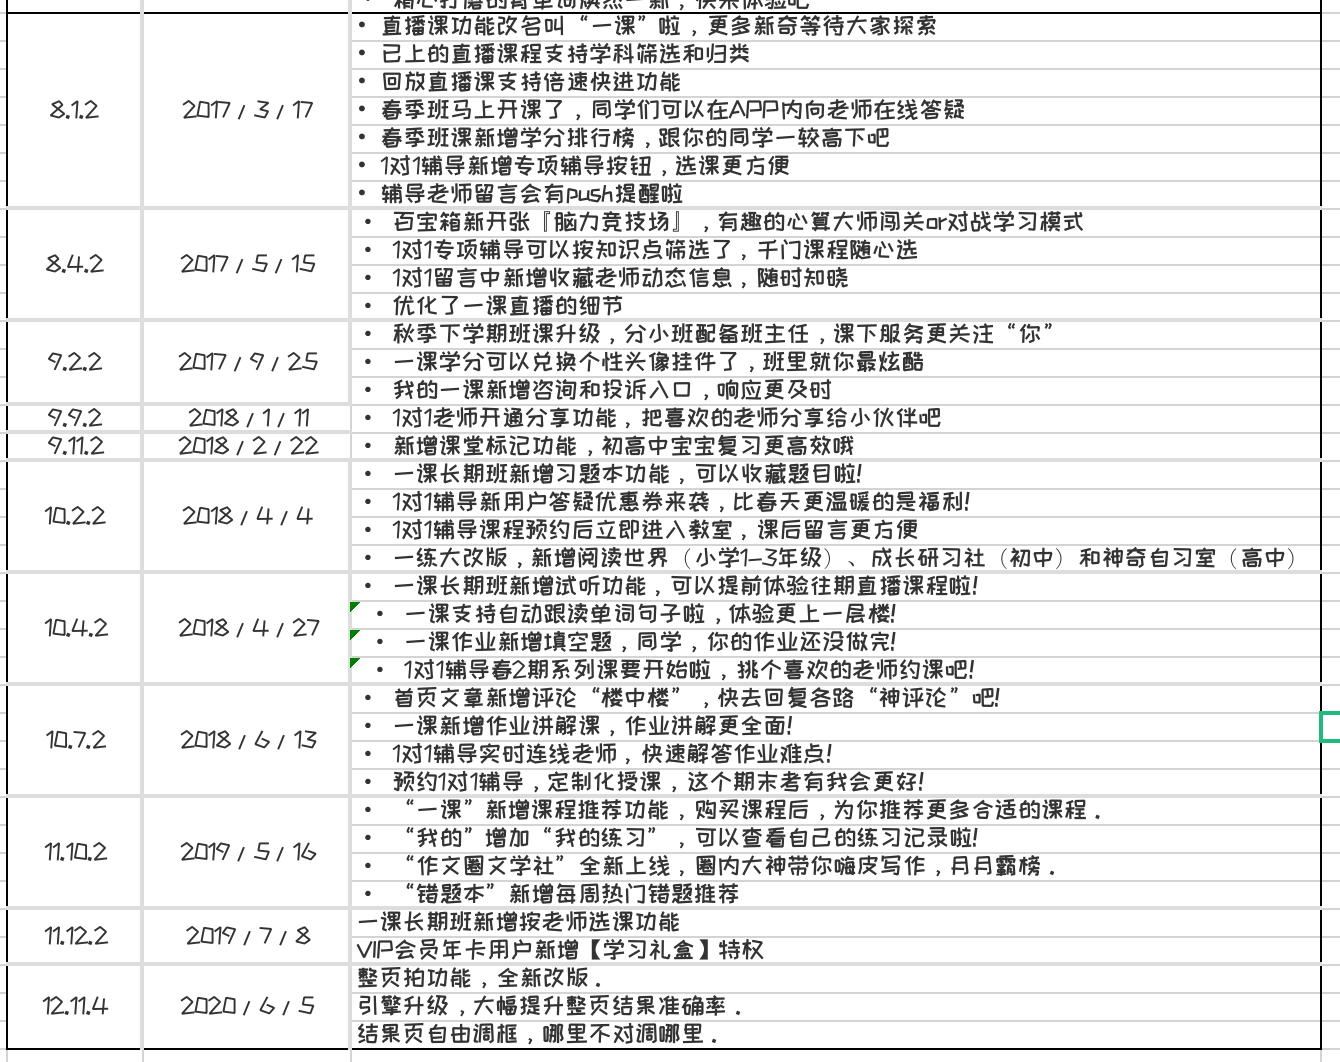 精心打磨的背单词焕然一新，快来体验吧
8.1.2
2017 / 3 / 17
• 直播课功能改名叫“一课”啦，更多新奇等待大家探索
• 已上的直播课程支持学科筛选和归类
• 回放直播课支持倍速快进功能
• 春季班马上开课了，同学们可以在APP内向老师在线答疑
• 春季班课新增学分排行榜，跟你的同学一较高下吧
• 1对1辅导新增专项辅导按钮，选课更方便
• 辅导老师留言会有push提醒啦
8.4.2
2017 / 5 / 15
• 百宝箱新开张『脑力竞技场』，有趣的心算大师闯关or对战学习模式
• 1对1专项辅导可以按知识点筛选了，千门课程随心选
• 1对1留言中新增收藏老师动态信息，随时知晓
• 优化了一课直播的细节
9.2.2
2017 / 9 / 25
• 秋季下学期班课升级，分小班配备班主任，课下服务更关注“你”
• 一课学分可以兑换个性头像挂件了，班里就你最炫酷
• 我的一课新增咨询和投诉入口，响应更及时
9.9.2
2018 / 1 / 11
• 1对1老师开通分享功能，把喜欢的老师分享给小伙伴吧
9.11.2
2018 / 2 / 22
• 新增课堂标记功能，初高中宝宝复习更高效哦
10.2.2
2018 / 4 / 4
• 一课长期班新增习题本功能，可以收藏题目啦!
• 1对1辅导新用户答疑优惠券来袭，比春天更温暖的是福利!
• 1对1辅导课程预约后立即进入教室，课后留言更方便
• 一练大改版，新增阅读世界（小学1-3年级）、成长研习社（初中）和神奇自习室（高中）
10.4.2
2018 / 4 / 27
• 一课长期班新增试听功能，可以提前体验往期直播课程啦!
• 一课支持自动跟读单词句子啦，体验更上一层楼!
• 一课作业新增填空题，同学，你的作业还没做完!
• 1对1辅导春2期系列课要开始啦，挑个喜欢的老师约课吧!
10.7.2
2018 / 6 / 13
• 首页文章新增评论“楼中楼”，快去回复各路“神评论”吧!
• 一课新增作业讲解课，作业讲解更全面!
• 1对1辅导实时连线老师，快速解答作业难点!
• 预约1对1辅导，定制化授课，这个期末考有我会更好!
11.10.2
2019 / 5 / 16
• “一课”新增课程推荐功能，购买课程后，为你推荐更多合适的课程．
• “我的”增加“我的练习”，可以查看自己的练习记录啦!
• “作文圈文学社”全新上线，圈内大神带你嗨皮写作，月月霸榜．
• “错题本”新增每周热门错题推荐
11.12.2
2019 / 7 / 8
一课长期班新增按老师选课功能
VIP会员年卡用户新增【学习礼盒】特权
12.11.4
2020 / 6 / 5
整页拍功能，全新改版．
引擎升级，大幅提升整页结果准确率．
结果页自由调框，哪里不对调哪里．